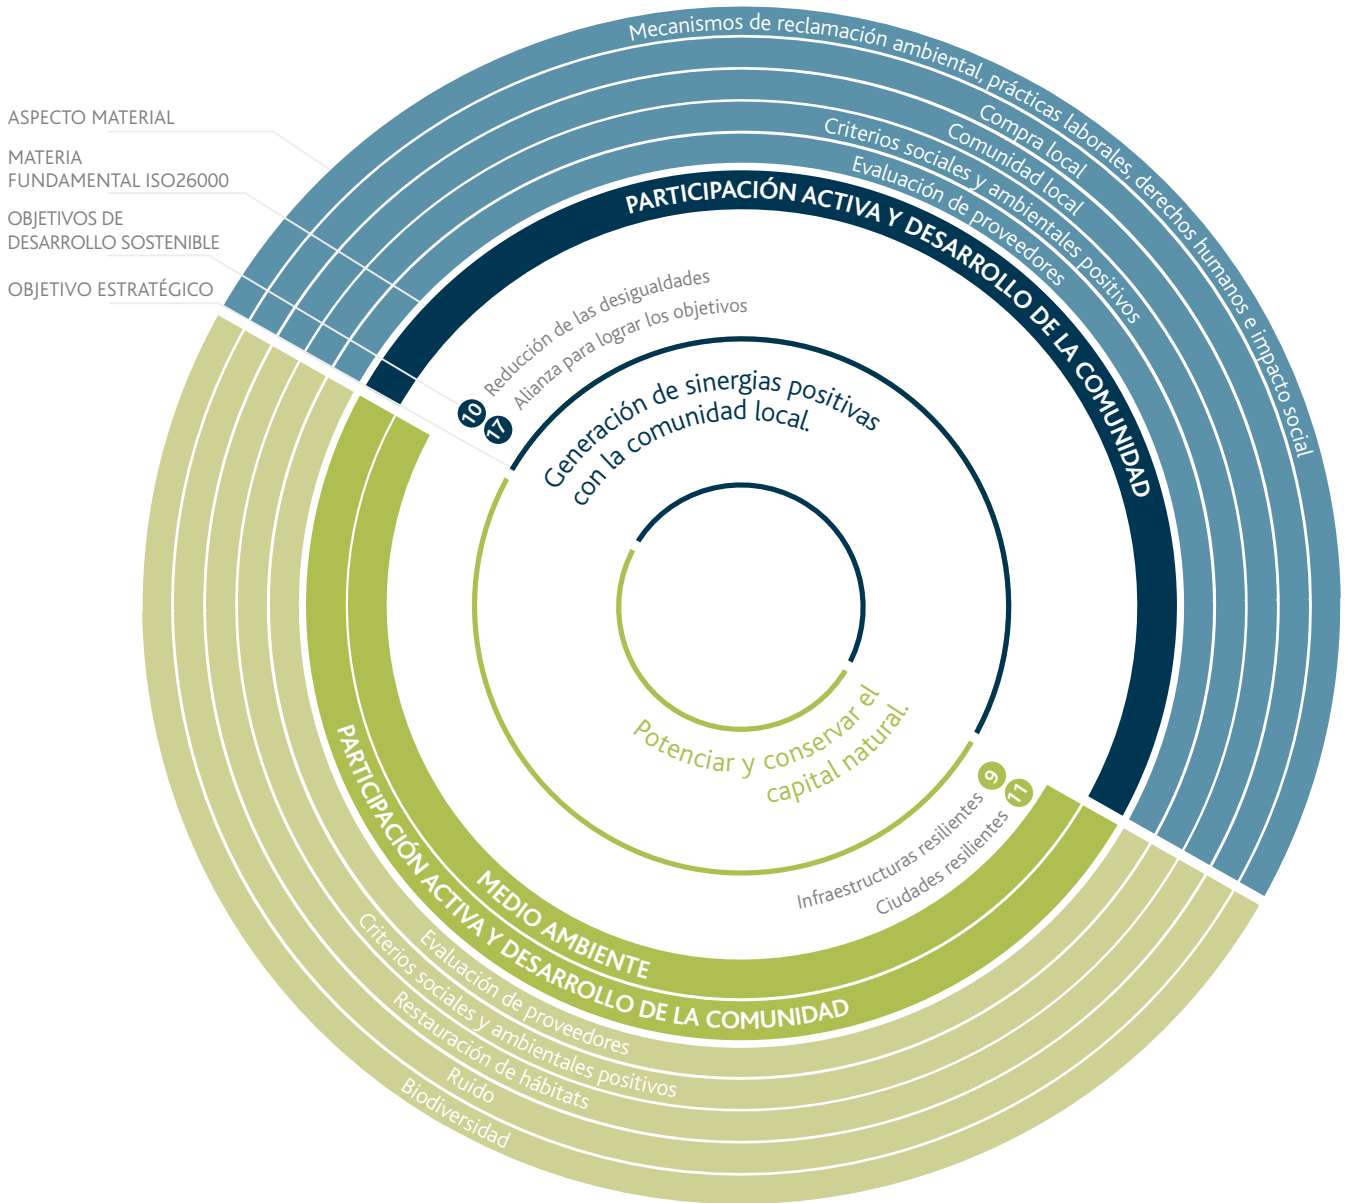 ASPECTO MATERIAL
MATERIA
FUNDAMENTAL ISO26000
OBJETIVOS DE
DESARROLLO SOSTENIBLE
OBJETIVO ESTRATÉGICO
Mecanismos de reclamación ambiental, prácticas laborales, derechos humanos e impacto social
Compra local
Comunidad local
Criterios sociales y ambientales positivos
Evaluación de proveedores
PARTICIPACIÓN ACTIVA Y DESARROLLO DE LA COMUNIDAD
10 Reducción de las desigualdades
17 Alianza para lograr los objetivos
Generación de sinergias positivas
con la comunidad local.
Potenciar y conservar el
capital natural.
Infraestructuras resilientes 9
Ciudades resilientes 11
MEDIO AMBIENTE
PARTICIPACIÓN ACTIVA Y DESARROLLO DE LA COMUNIDAD
Evaluación de proveedores
Criterios sociales y ambientales positivos
Restauración de hábitats
Ruido
Biodiversidad